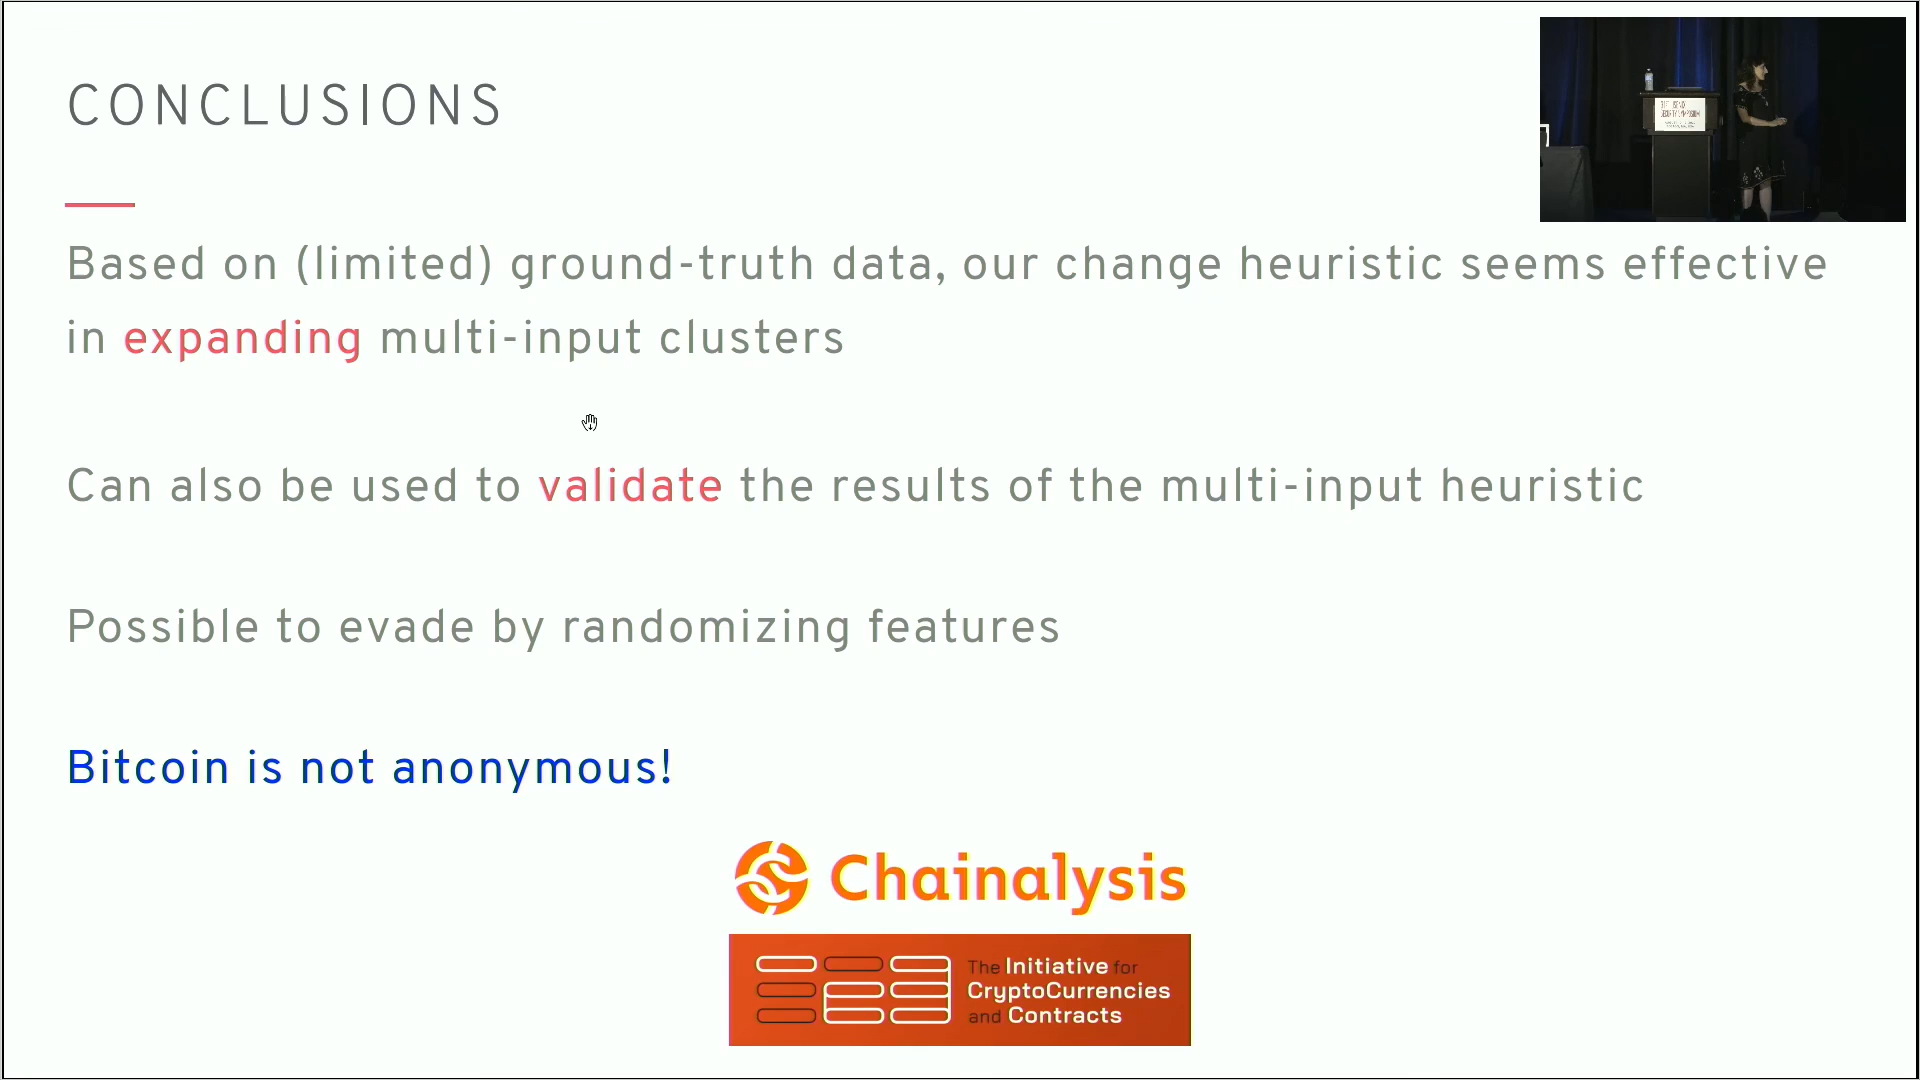 CONCLUSIONS
Based on (limited) ground-truth data, our change heuristic seems effective
in expanding multi-input clusters
Can also be used to validate the results of the multi-input heuristic
Possible to evade by randomizing features
Bitcoin is not anonymous!
Chainalysis
The Initiative for
CryptoCurrencies
and Contracts
SECURITY SYMPOSIUM